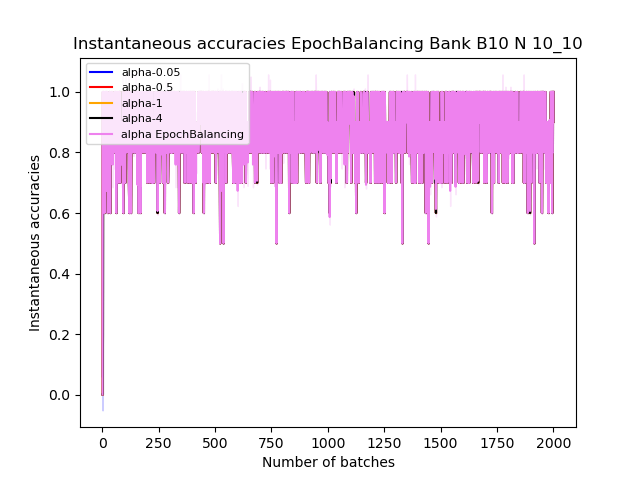 Instantaneous accuracies EpochBalancing Bank B10 N 10_10
alpha-0.05
alpha-0.5
alpha-1
alpha-4
alpha EpochBalancing
1.0
0.8
0.6
0.4
0.2
0.0
Instantaneous accuracies
0 250 500 750 1000 1250 1500 1750 2000
Number of batches